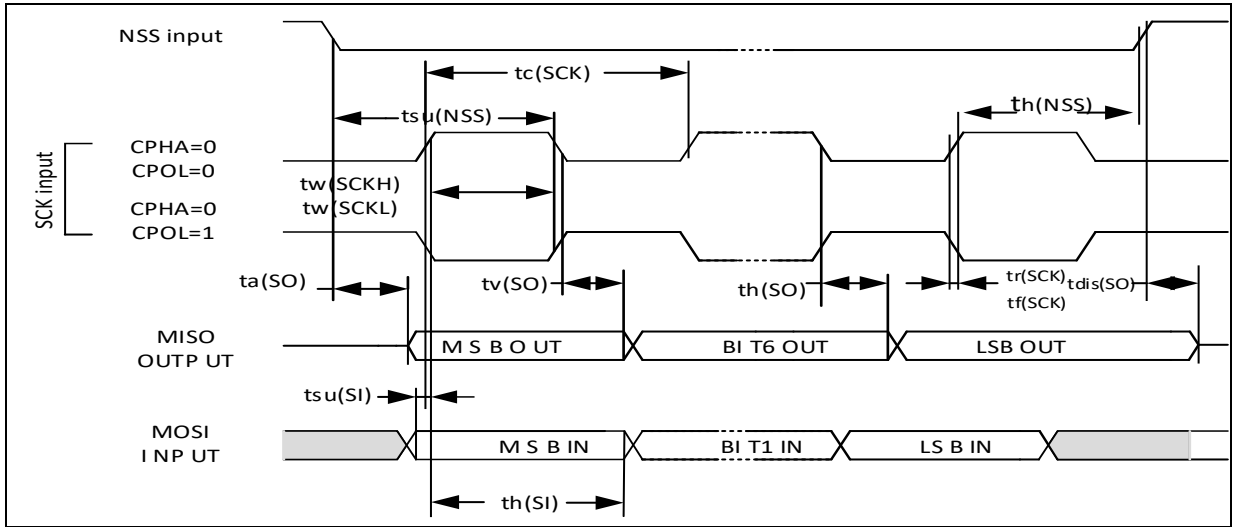 NSS input
tc(SCK)
tsu(NSS)
th(NSS)
SCK input
CPHA=0
CPOL=0
tw(SCKH)
CPHA=0
tw(SCKL)
CPOL=1
ta(SO)
tv(SO)
th(SO)
tr(SCK)
tdis(SO)
tf(SCK)
MISO
OUTP UT
M S B O UT
BI T6 OUT
LSB OUT
tsu(SI)
MOSI
I NP UT
M S B IN
BI T1 IN
LS B IN
th(SI)